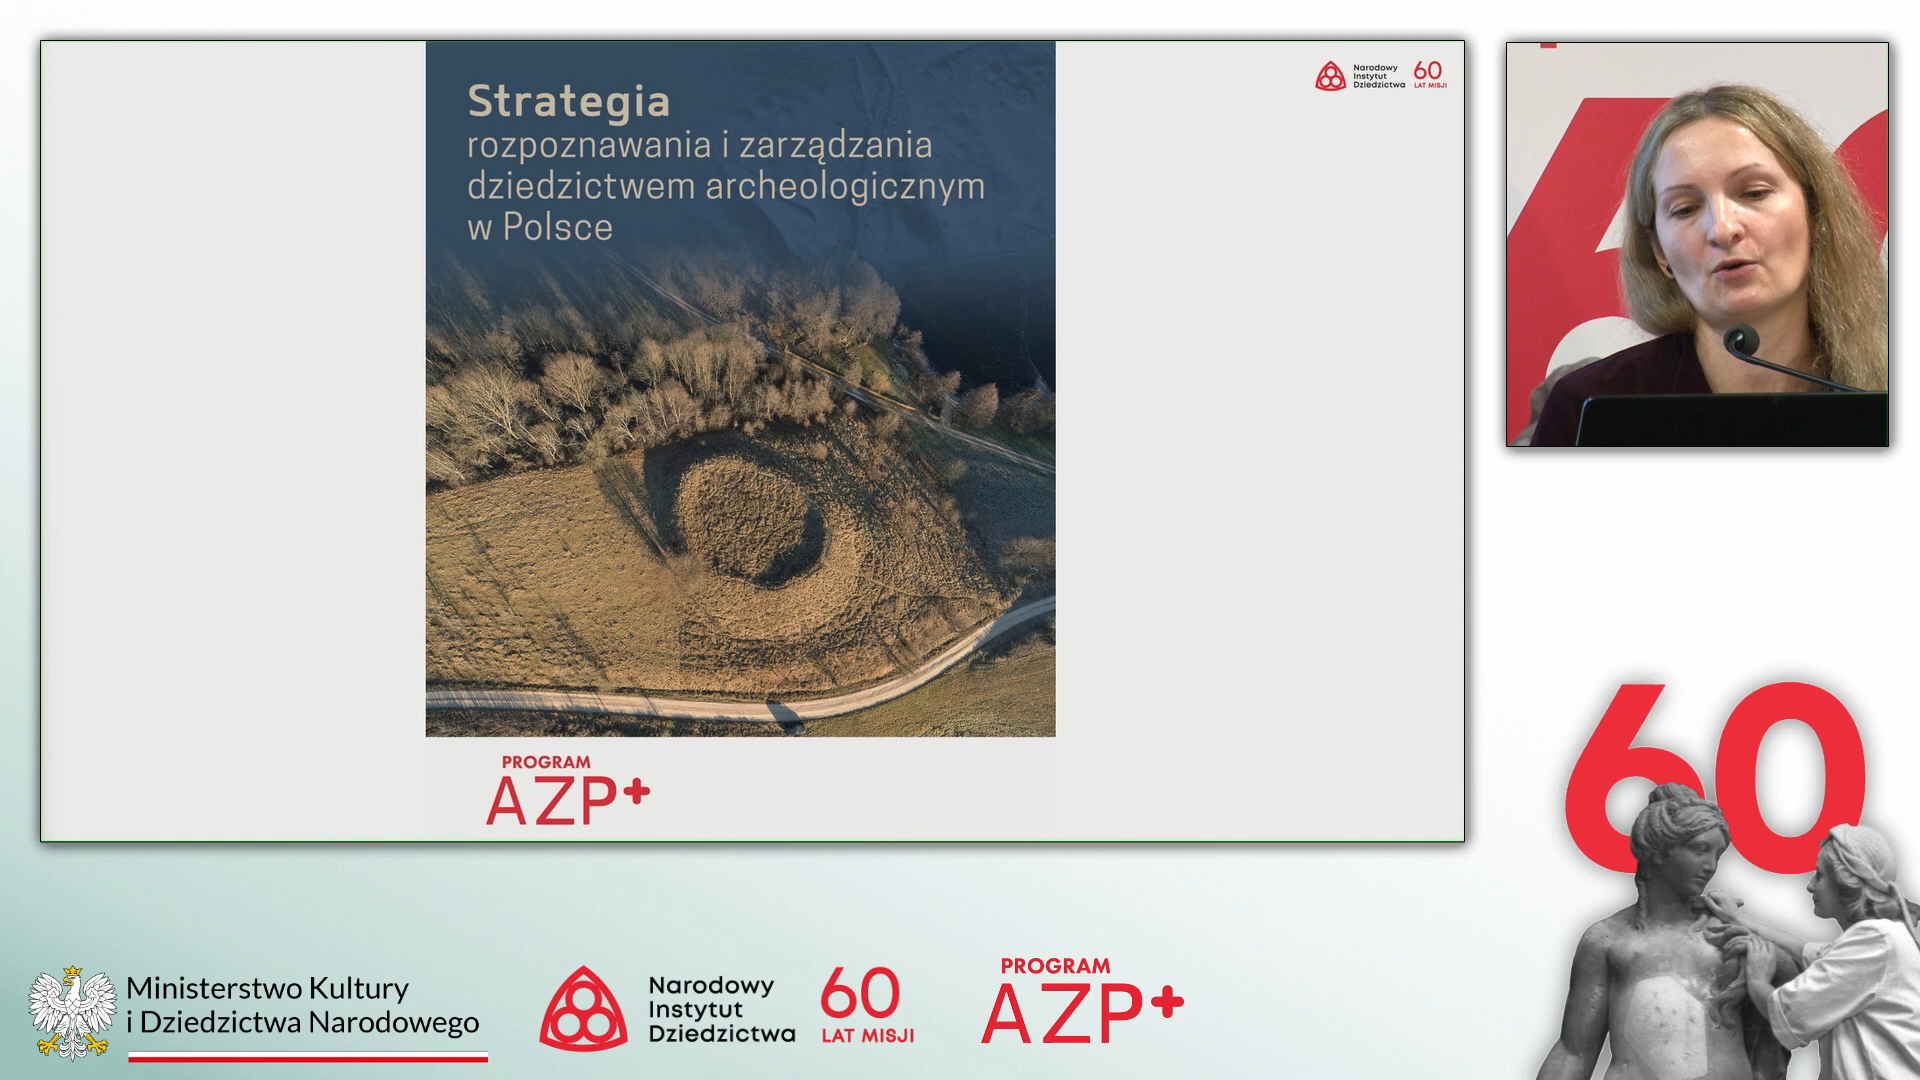 Strategia
rozpoznawania i zarządzania
dziedzictwem archeologicznym
w Polsce
PROGRAM
AZP+
Narodowy
Instytut
Dziedzictwa
60
LAT MISJI
60
Ministerstwo Kultury
i Dziedzictwa Narodowego
Narodowy
Instytut
Dziedzictwa
60
LAT MISJI
PROGRAM
AZP+